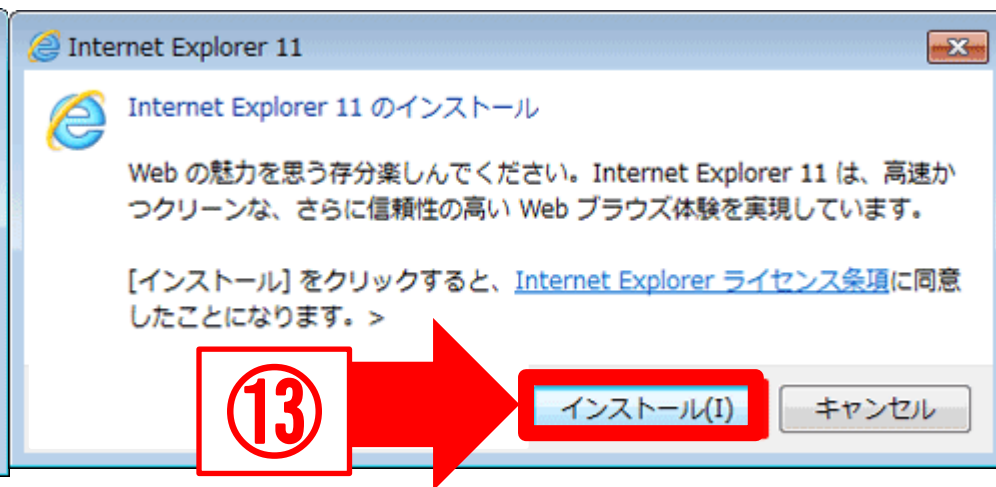 Internet Explorer 11
Internet Explorer 11 のインストール
Web の魅力を思う存分楽しんでください。Internet Explorer 11 は、高速か
つクリーンな、さらに信頼性の高い Web ブラウズ体験を実現しています。
[インストール] をクリックすると、Internet Explorer ライセンス条項に同意
したことになります。>
⑬
インストール(I)
キャンセル